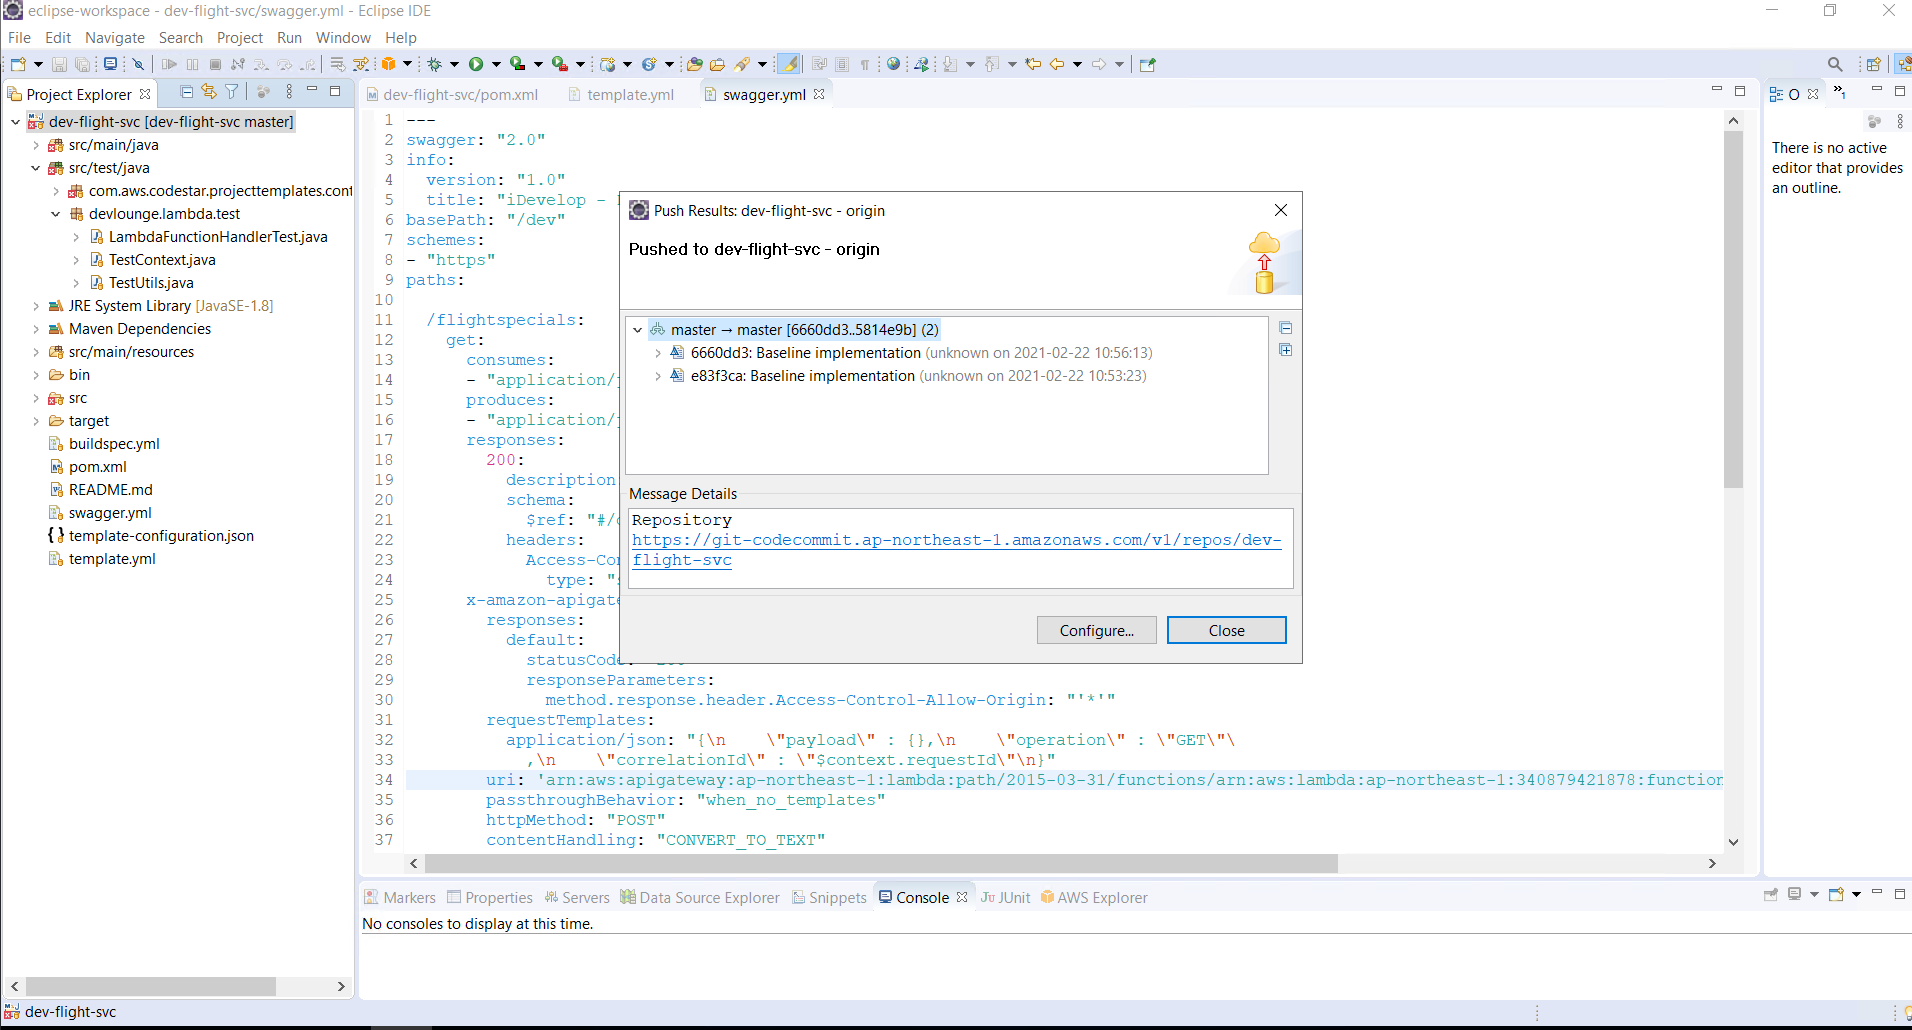 eclipse-workspace - dev-flight-svc/swagger.yml - Eclipse IDE
File Edit Navigate Search Project Run Window Help
Project Explorer
dev-flight-svc [dev-flight-svc master]
src/main/java
src/test/java
com.aws.codestar.projecttemplates.cont
devlounge.lambda.test
LambdaFunctionHandlerTest.java
TestContext.java
TestUtils.java
JRE System Library [JavaSE-1.8]
Maven Dependencies
src/main/resources
bin
src
target
buildspec.yml
pom.xml
README.md
swagger.yml
template-configuration.json
template.yml
dev-flight-svc/pom.xml template.yml swagger.yml
1 ---
2 swagger: "2.0"
3 info:
4 version: "1.0"
5 title: "iDevelop -
6 basePath: "/dev"
7 schemes:
8 - "https"
9 paths:
10
11 /flightspecials:
12 get:
13 consumes:
14 - "application/
15 produces:
16 - "application/
17 responses:
18 200:
19 description
20 schema:
21 $ref: "#/
22 headers:
23 Access-Co
24 type: "
25 x-amazon-apigate
26 responses:
27 default:
28 statusCode:
29 responseParameters:
30 method.response.header.Access-Control-Allow-Origin: "'*'"
31 requestTemplates:
32 application/json: "{\n \"payload\" : {},\n \"operation\" : \"GET\"\
33 ,\n \"correlationId\" : \"$context.requestId\"\n}"
34 uri: 'arn:aws:apigateway:ap-northeast-1:lambda:path/2015-03-31/functions/arn:aws:lambda:ap-northeast-1:340879421878:function
35 passthroughBehavior: "when_no_templates"
36 httpMethod: "POST"
37 contentHandling: "CONVERT_TO_TEXT"
Push Results: dev-flight-svc - origin
Pushed to dev-flight-svc - origin
master → master [6660dd3..5814e9b] (2)
6660dd3: Baseline implementation (unknown on 2021-02-22 10:56:13)
e83f3ca: Baseline implementation (unknown on 2021-02-22 10:53:23)
Message Details
Repository
https://git-codecommit.ap-northeast-1.amazonaws.com/v1/repos/dev-
flight-svc
Configure... Close
O
There is no active
editor that provides
an outline.
Markers Properties Servers Data Source Explorer Snippets Console JUnit AWS Explorer
No consoles to display at this time.
dev-flight-svc